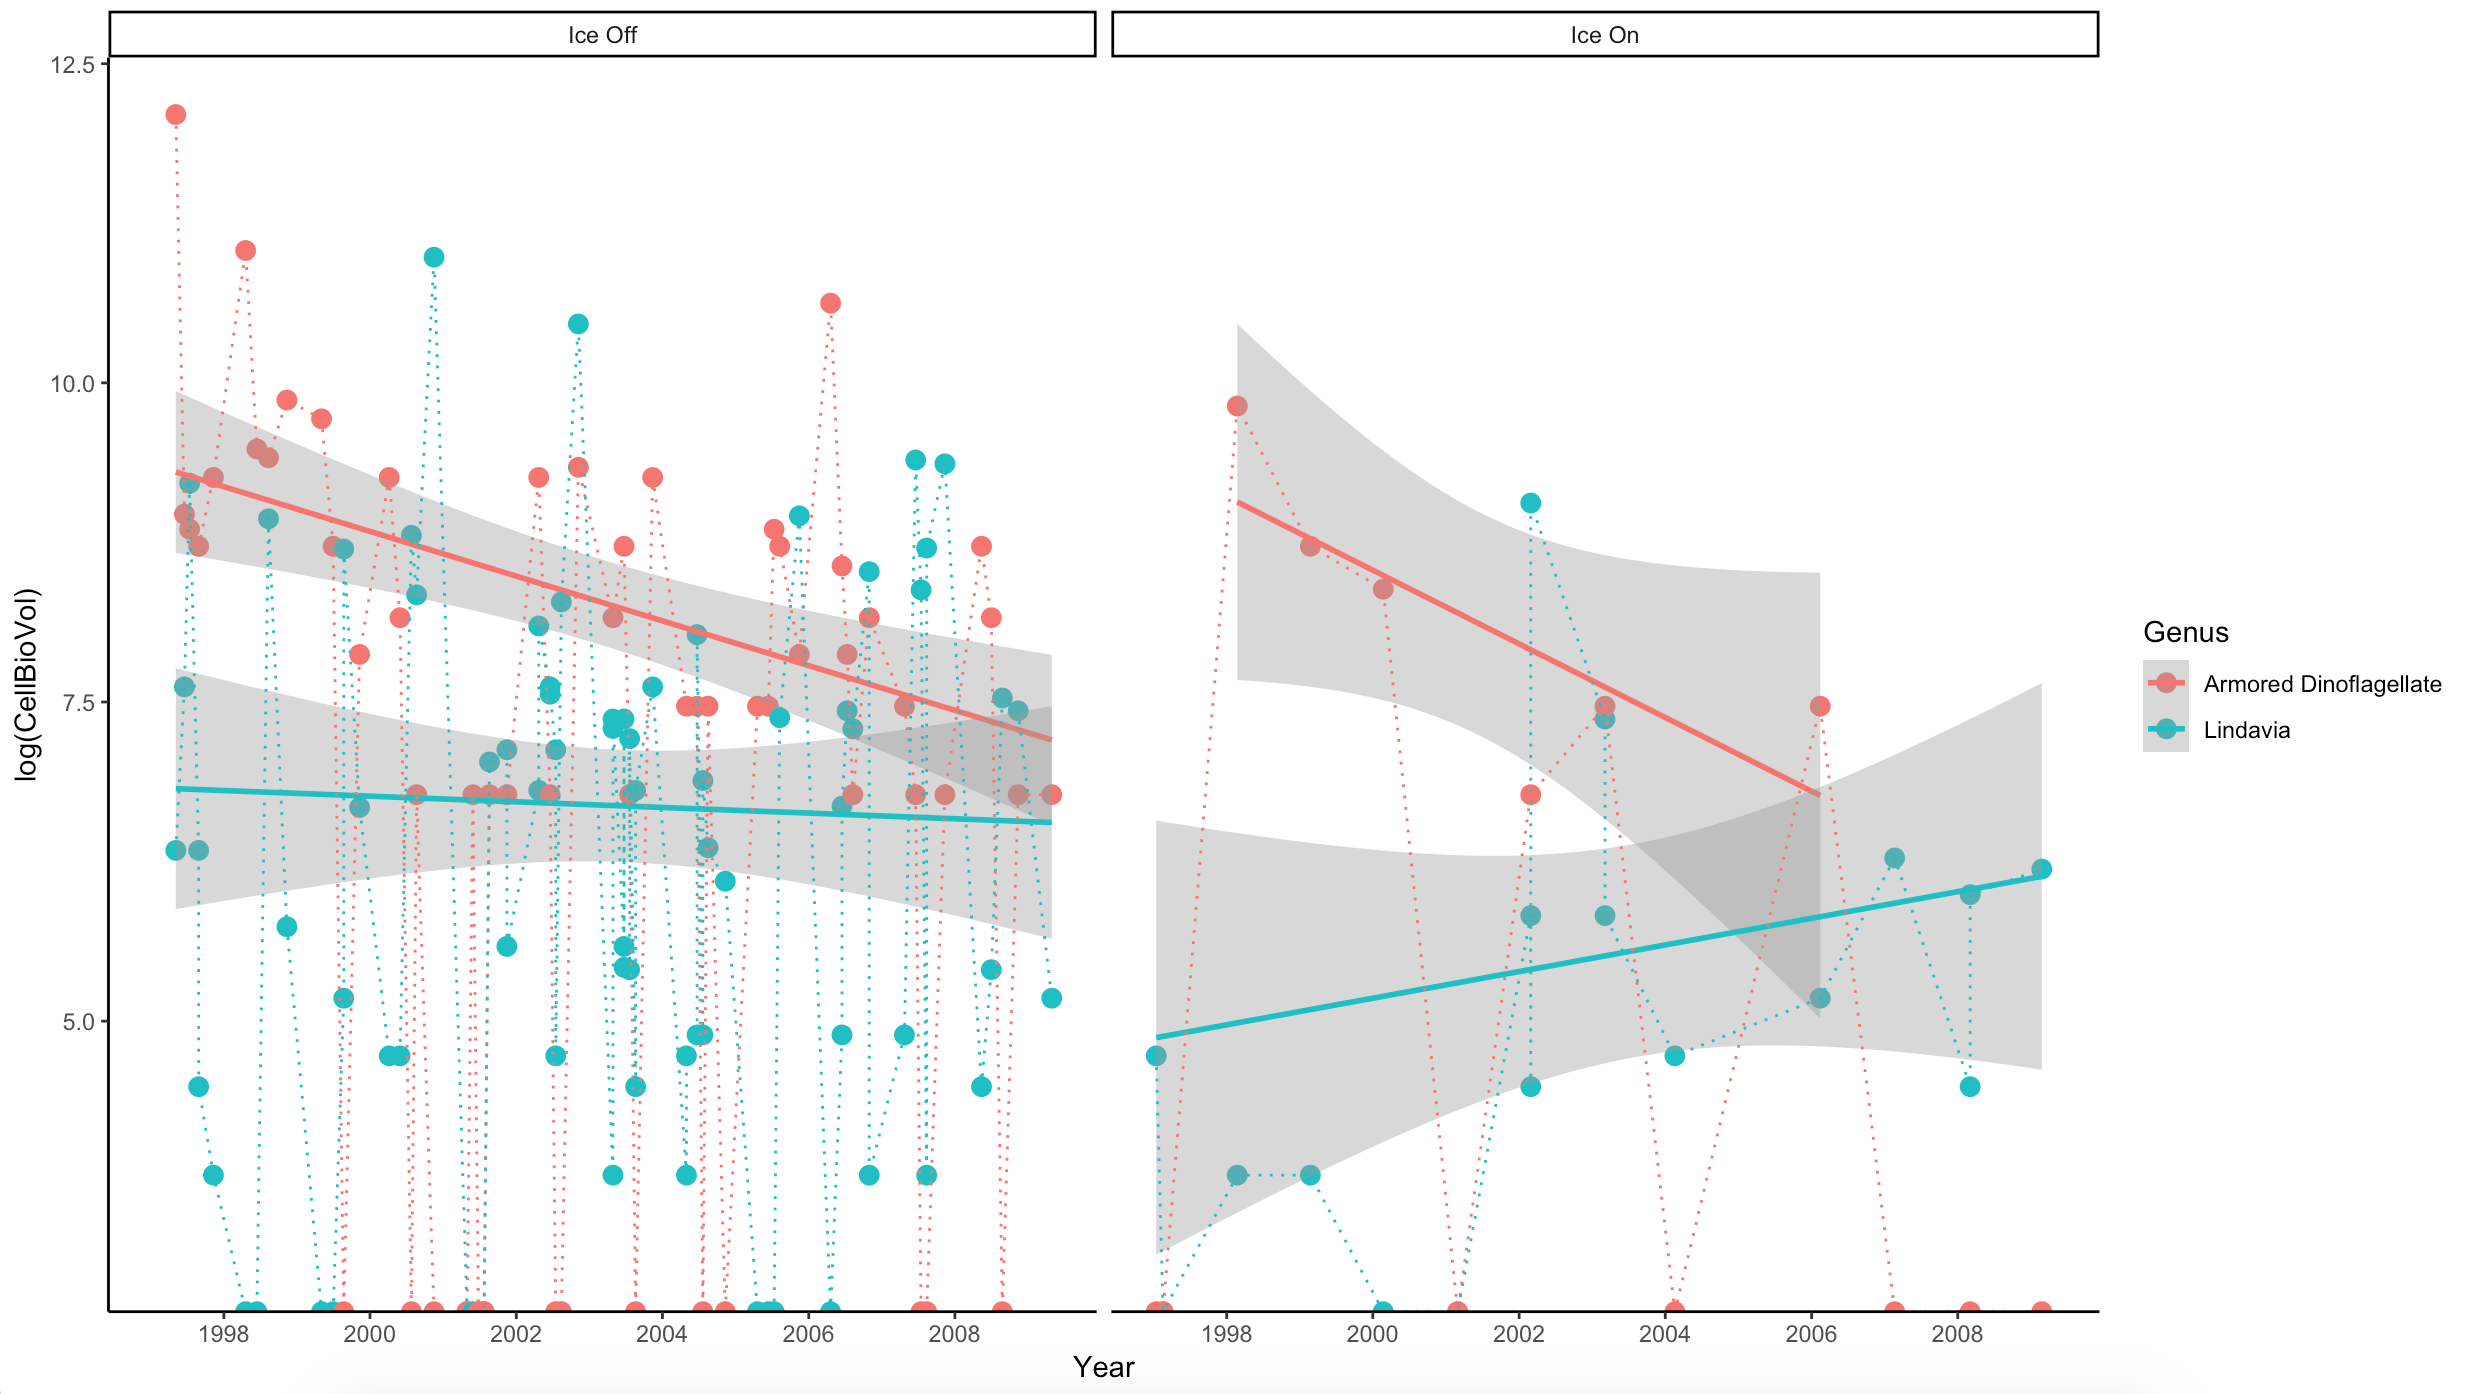 Ice Off
Ice On
12.5
10.0
7.5
5.0
log(CellBioVol)
1998 2000 2002 2004 2006 2008
1998 2000 2002 2004 2006 2008
Year
Genus
Armored Dinoflagellate
Lindavia